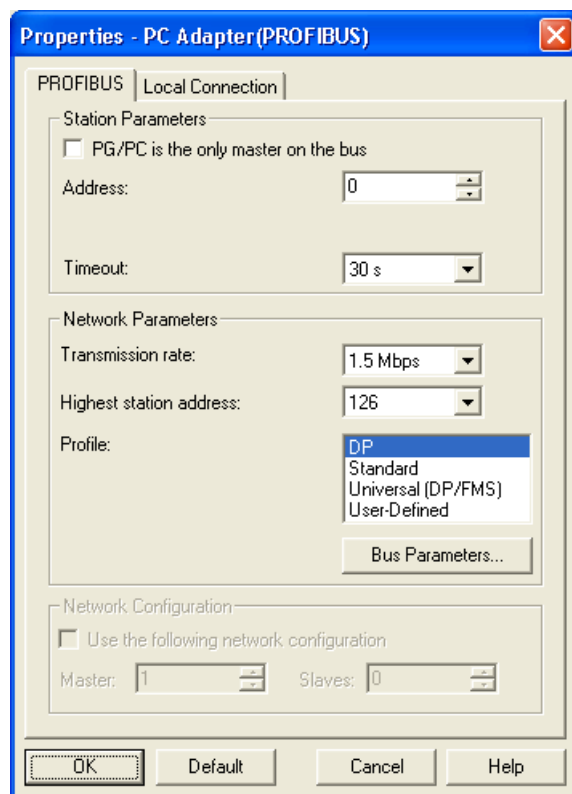 Properties - PC Adapter(PROFIBUS)
PROFIBUS Local Connection
Station Parameters
PG/PC is the only master on the bus
Address: 0
Timeout: 30 s
Network Parameters
Transmission rate: 1.5 Mbps
Highest station address: 126
Profile: DP
Standard
Universal (DP/FMS)
User-Defined
Bus Parameters...
Network Configuration
Use the following network configuration
Master: 1 Slaves: 0
OK Default Cancel Help